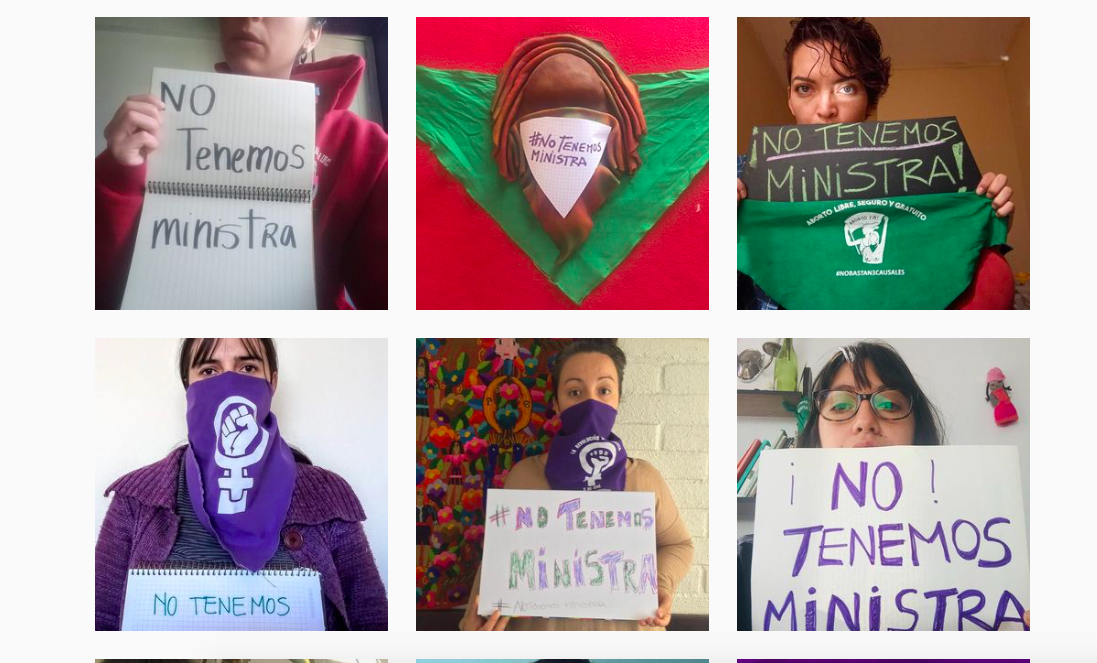 NO
Tenemos
ministra
#NO TENEMOS
MINISTRA
¡NO TENEMOS
MINISTRA!
ABORTO LIBRE, SEGURO Y GRATUITO
#NOBASTAN3CAUSALES
NO TENEMOS
# NO TENEMOS
MINISTRA
¡ NO !
TENEMOS
MINISTRA